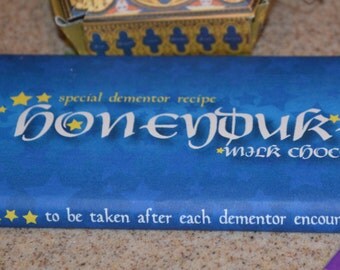 special dementor recipe
HONEYDUK
MILK CHOC
to be taken after each dementor encoun